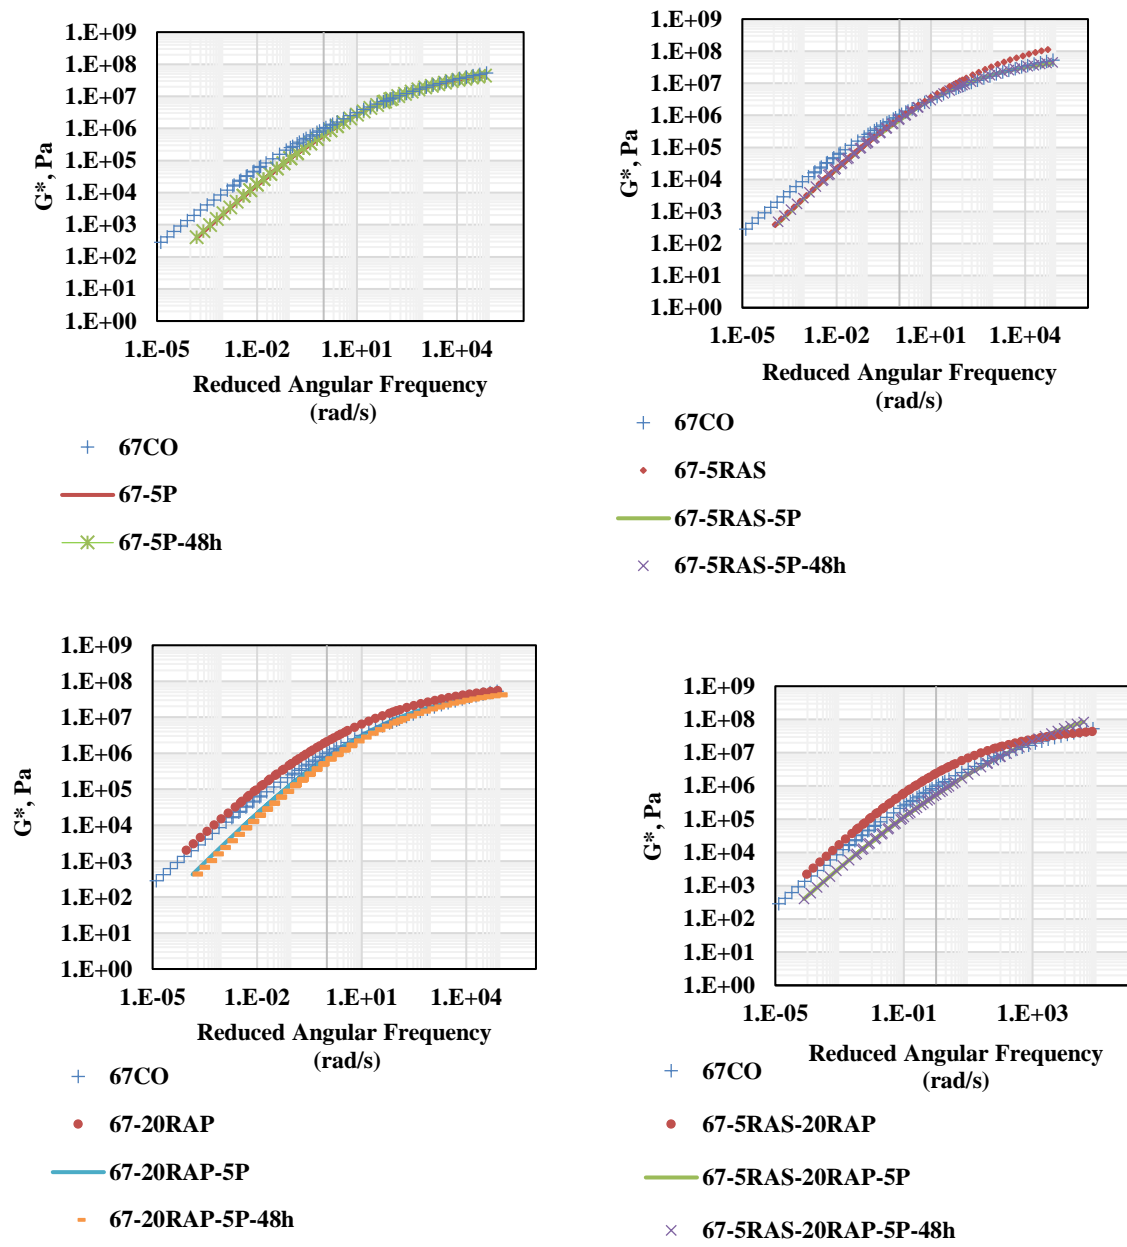 G*, Pa
1.E+09
1.E+08
1.E+07
1.E+06
1.E+05
1.E+04
1.E+03
1.E+02
1.E+01
1.E+00
1.E-05 1.E-02 1.E+01 1.E+04
Reduced Angular Frequency
(rad/s)
67CO
67-5P
67-5P-48h
G*, Pa
1.E+09
1.E+08
1.E+07
1.E+06
1.E+05
1.E+04
1.E+03
1.E+02
1.E+01
1.E+00
1.E-05 1.E-02 1.E+01 1.E+04
Reduced Angular Frequency
(rad/s)
67CO
67-5RAS
67-5RAS-5P
67-5RAS-5P-48h
G*, Pa
1.E+09
1.E+08
1.E+07
1.E+06
1.E+05
1.E+04
1.E+03
1.E+02
1.E+01
1.E+00
1.E-05 1.E-02 1.E+01 1.E+04
Reduced Angular Frequency
(rad/s)
67CO
67-20RAP
67-20RAP-5P
67-20RAP-5P-48h
G*, Pa
1.E+09
1.E+08
1.E+07
1.E+06
1.E+05
1.E+04
1.E+03
1.E+02
1.E+01
1.E+00
1.E-05 1.E-01 1.E+03
Reduced Angular Frequency
(rad/s)
67CO
67-5RAS-20RAP
67-5RAS-20RAP-5P
67-5RAS-20RAP-5P-48h